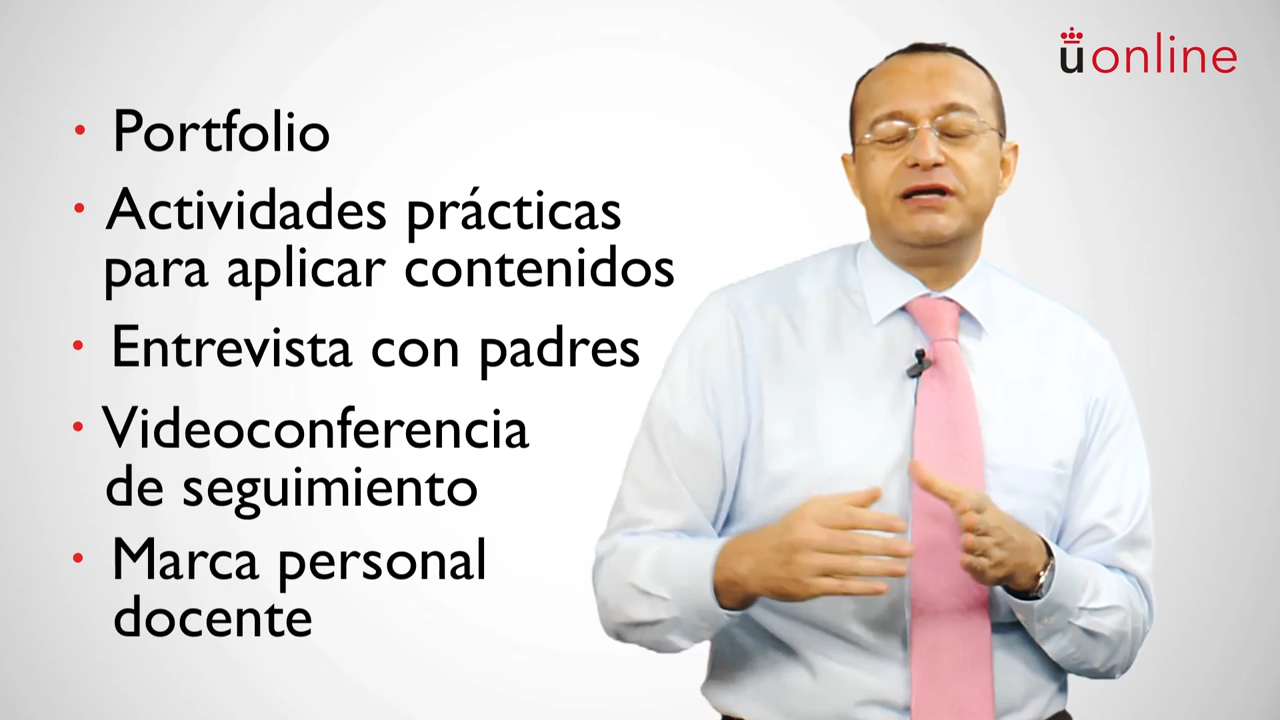 üonline
• Portfolio
• Actividades prácticas
para aplicar contenidos
• Entrevista con padres
• Videoconferencia
de seguimiento
• Marca personal
docente